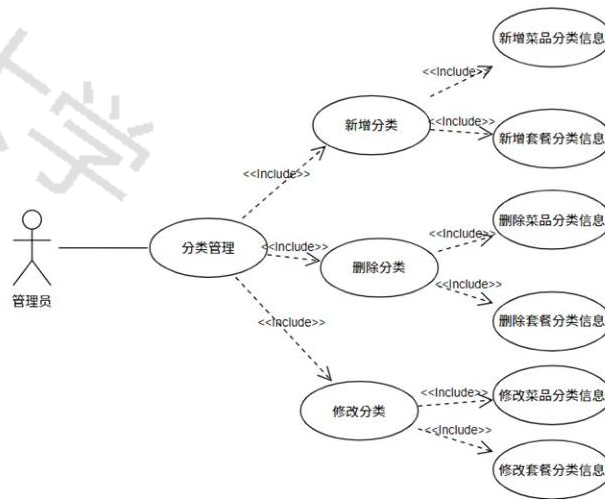 新增菜品分类信息
<<Include>>
新增分类
<<Include>>
新增套餐分类信息
学
<<Include>>
删除菜品分类信息
<<Include>>
管理员
分类管理
<<Include>>
删除分类
<<Include>>
删除套餐分类信息
<<Include>>
修改菜品分类信息
<<Include>>
修改分类
<<Include>>
修改套餐分类信息